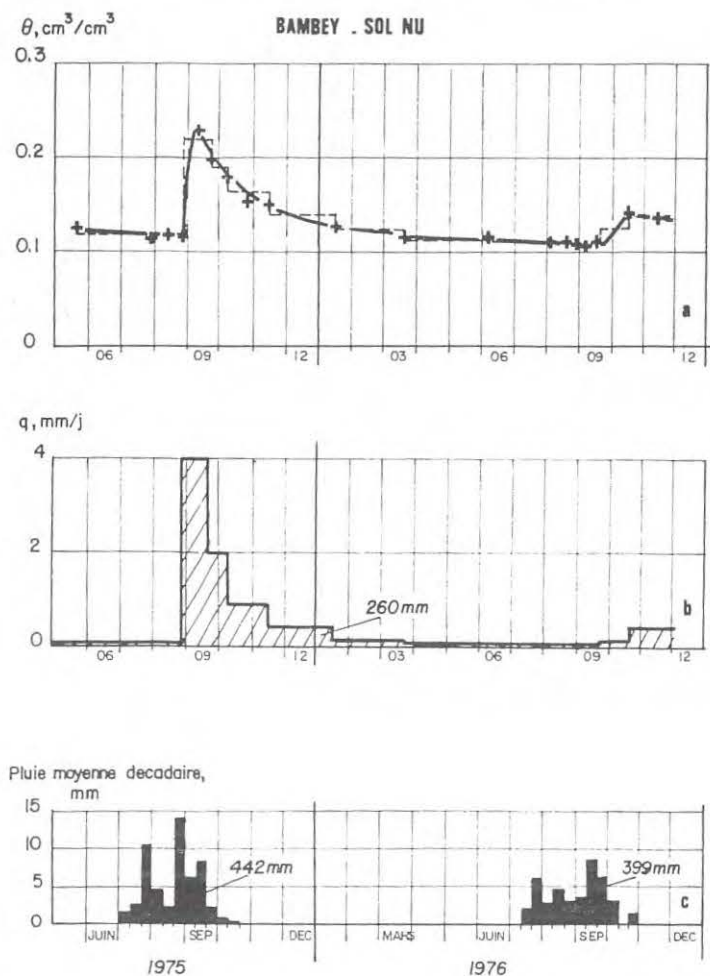 θ, cm³/cm³ BAMBEY . SOL NU
0.3
0.2
0.1
0
a
06 09 12 03 06 09 12
q, mm/j
4
2
0
260mm
b
06 09 12 03 06 09 12
Pluie moyenne decadaire,
mm
15
10
5
0
442mm 399mm
c
JUIN SEP DEC MARS JUIN SEP DEC
1975 1976